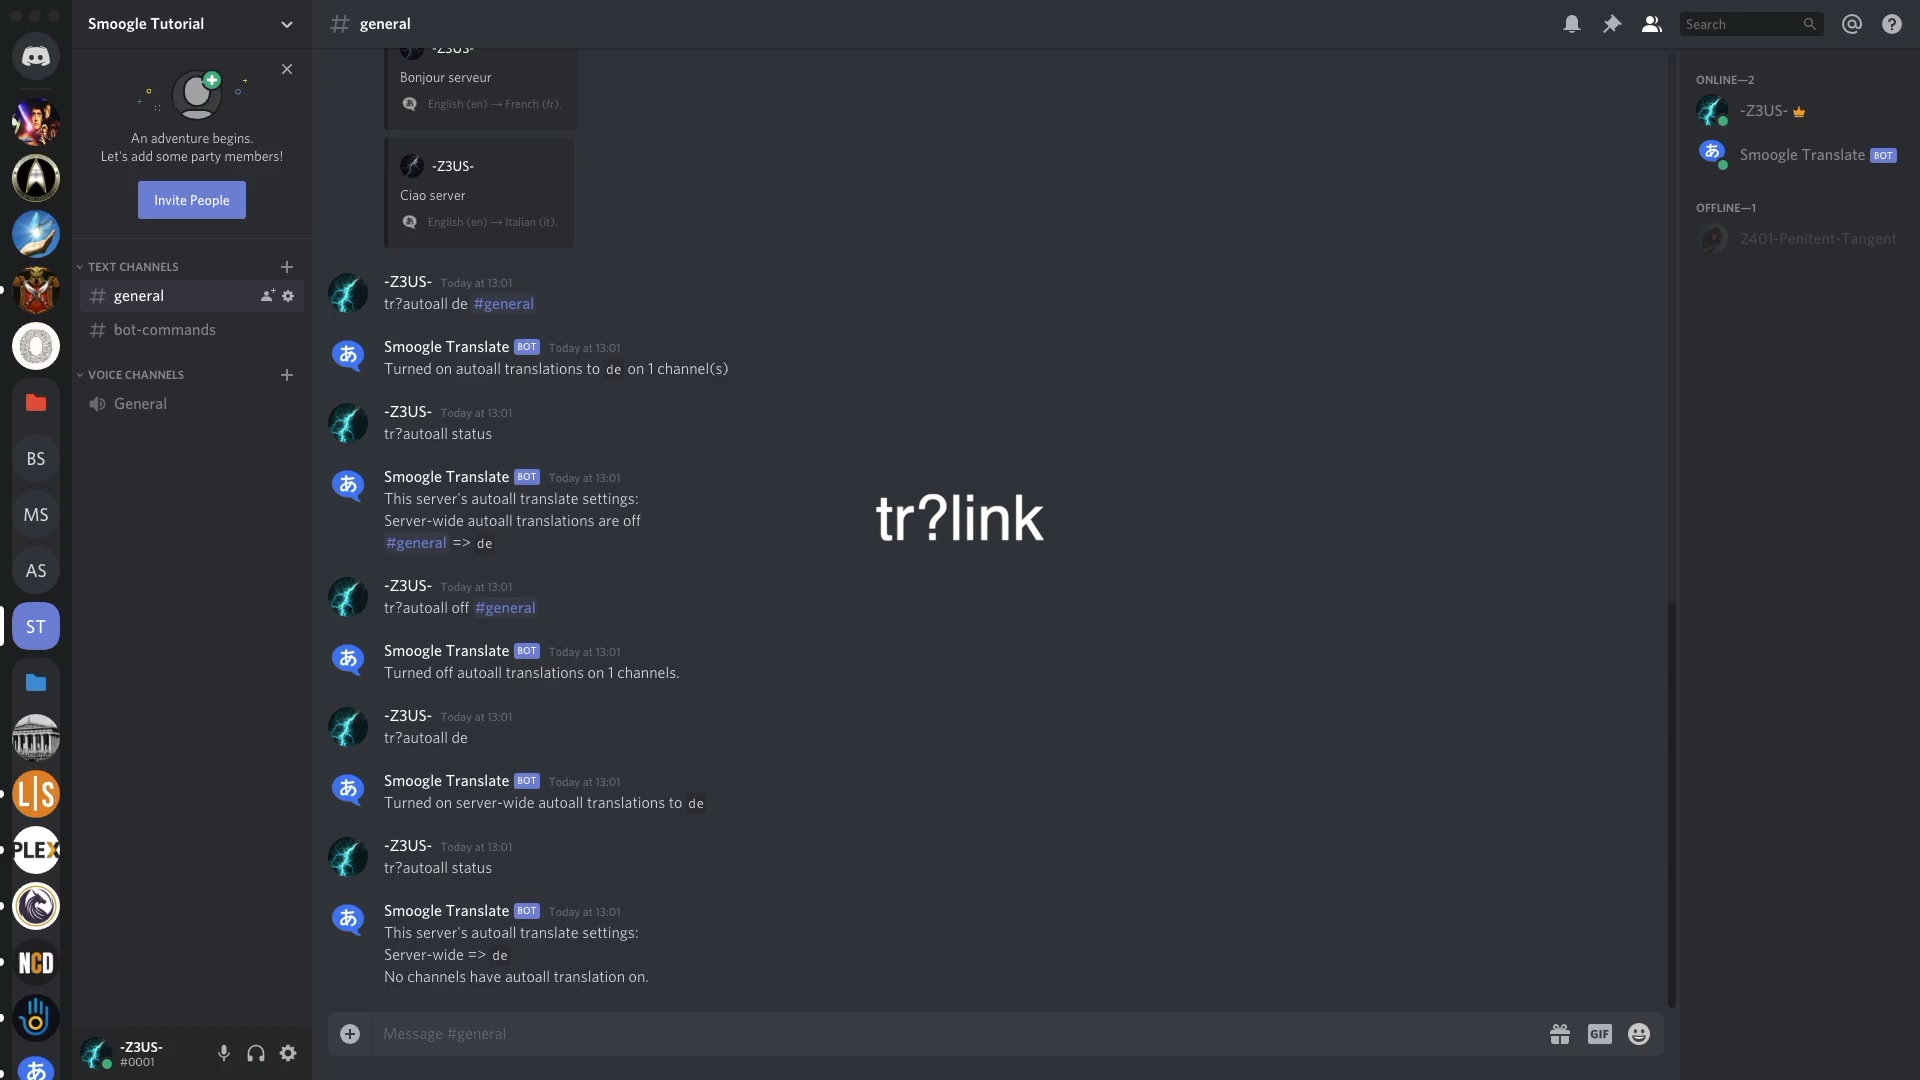 Smoogle Tutorial
An adventure begins.
Let's add some party members!
Invite People
TEXT CHANNELS
general
bot-commands
VOICE CHANNELS
General
BS
MS
AS
ST
L|S
PLEX
NCD
-Z3US-
#0001
general
Search
-Z3US-
Bonjour serveur
English (en) → French (fr).
-Z3US-
Ciao server
English (en) → Italian (it).
-Z3US- Today at 13:01
tr?autoall de #general
Smoogle Translate BOT Today at 13:01
Turned on autoall translations to de on 1 channel(s)
-Z3US- Today at 13:01
tr?autoall status
Smoogle Translate BOT Today at 13:01
This server's autoall translate settings:
Server-wide autoall translations are off
#general => de
-Z3US- Today at 13:01
tr?autoall off #general
Smoogle Translate BOT Today at 13:01
Turned off autoall translations on 1 channels.
-Z3US- Today at 13:01
tr?autoall de
Smoogle Translate BOT Today at 13:01
Turned on server-wide autoall translations to de
-Z3US- Today at 13:01
tr?autoall status
Smoogle Translate BOT Today at 13:01
This server's autoall translate settings:
Server-wide => de
No channels have autoall translation on.
tr?link
Message #general
GIF
ONLINE—2
-Z3US-
あ Smoogle Translate BOT
OFFLINE—1
2401-Penitent-Tangent